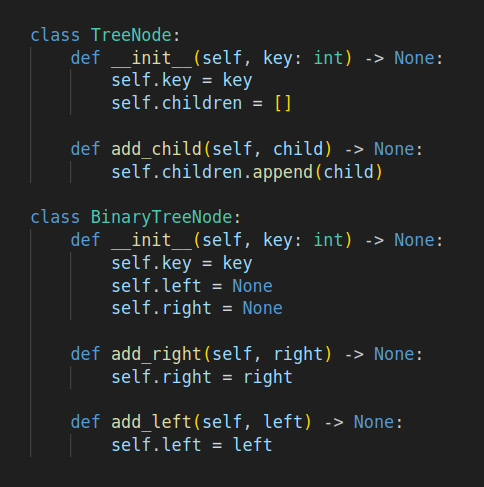 class TreeNode:
    def __init__(self, key: int) -> None:
        self.key = key
        self.children = []

    def add_child(self, child) -> None:
        self.children.append(child)

class BinaryTreeNode:
    def __init__(self, key: int) -> None:
        self.key = key
        self.left = None
        self.right = None

    def add_right(self, right) -> None:
        self.right = right

    def add_left(self, left) -> None:
        self.left = left